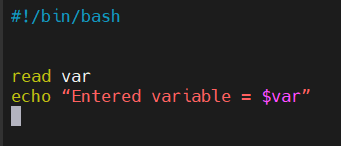 #!/bin/bash
read var
echo “Entered variable = $var”